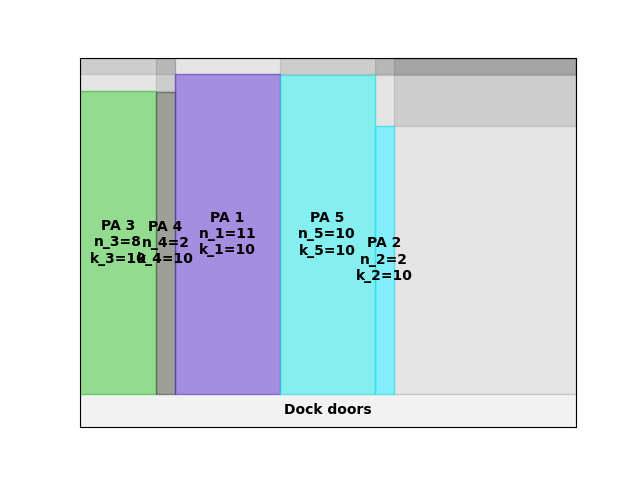 PA 3
n_3=8
k_3=10
PA 4
n_4=2
k_4=10
PA 1
n_1=11
k_1=10
PA 5
n_5=10
k_5=10
PA 2
n_2=2
k_2=10
Dock doors